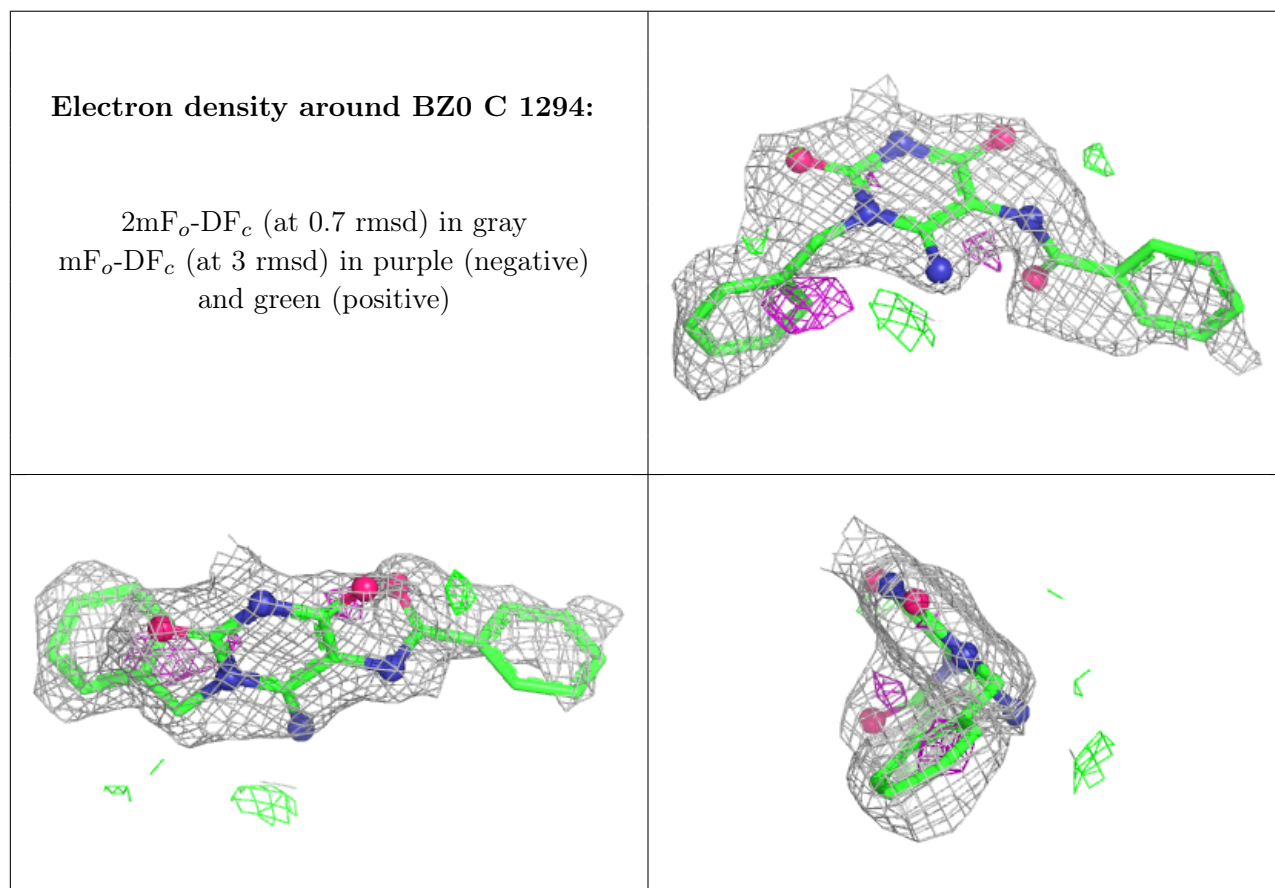 Electron density around BZ0 C 1294:
2mFₒ-DF𝒸 (at 0.7 rmsd) in gray
mFₒ-DF𝒸 (at 3 rmsd) in purple (negative)
and green (positive)